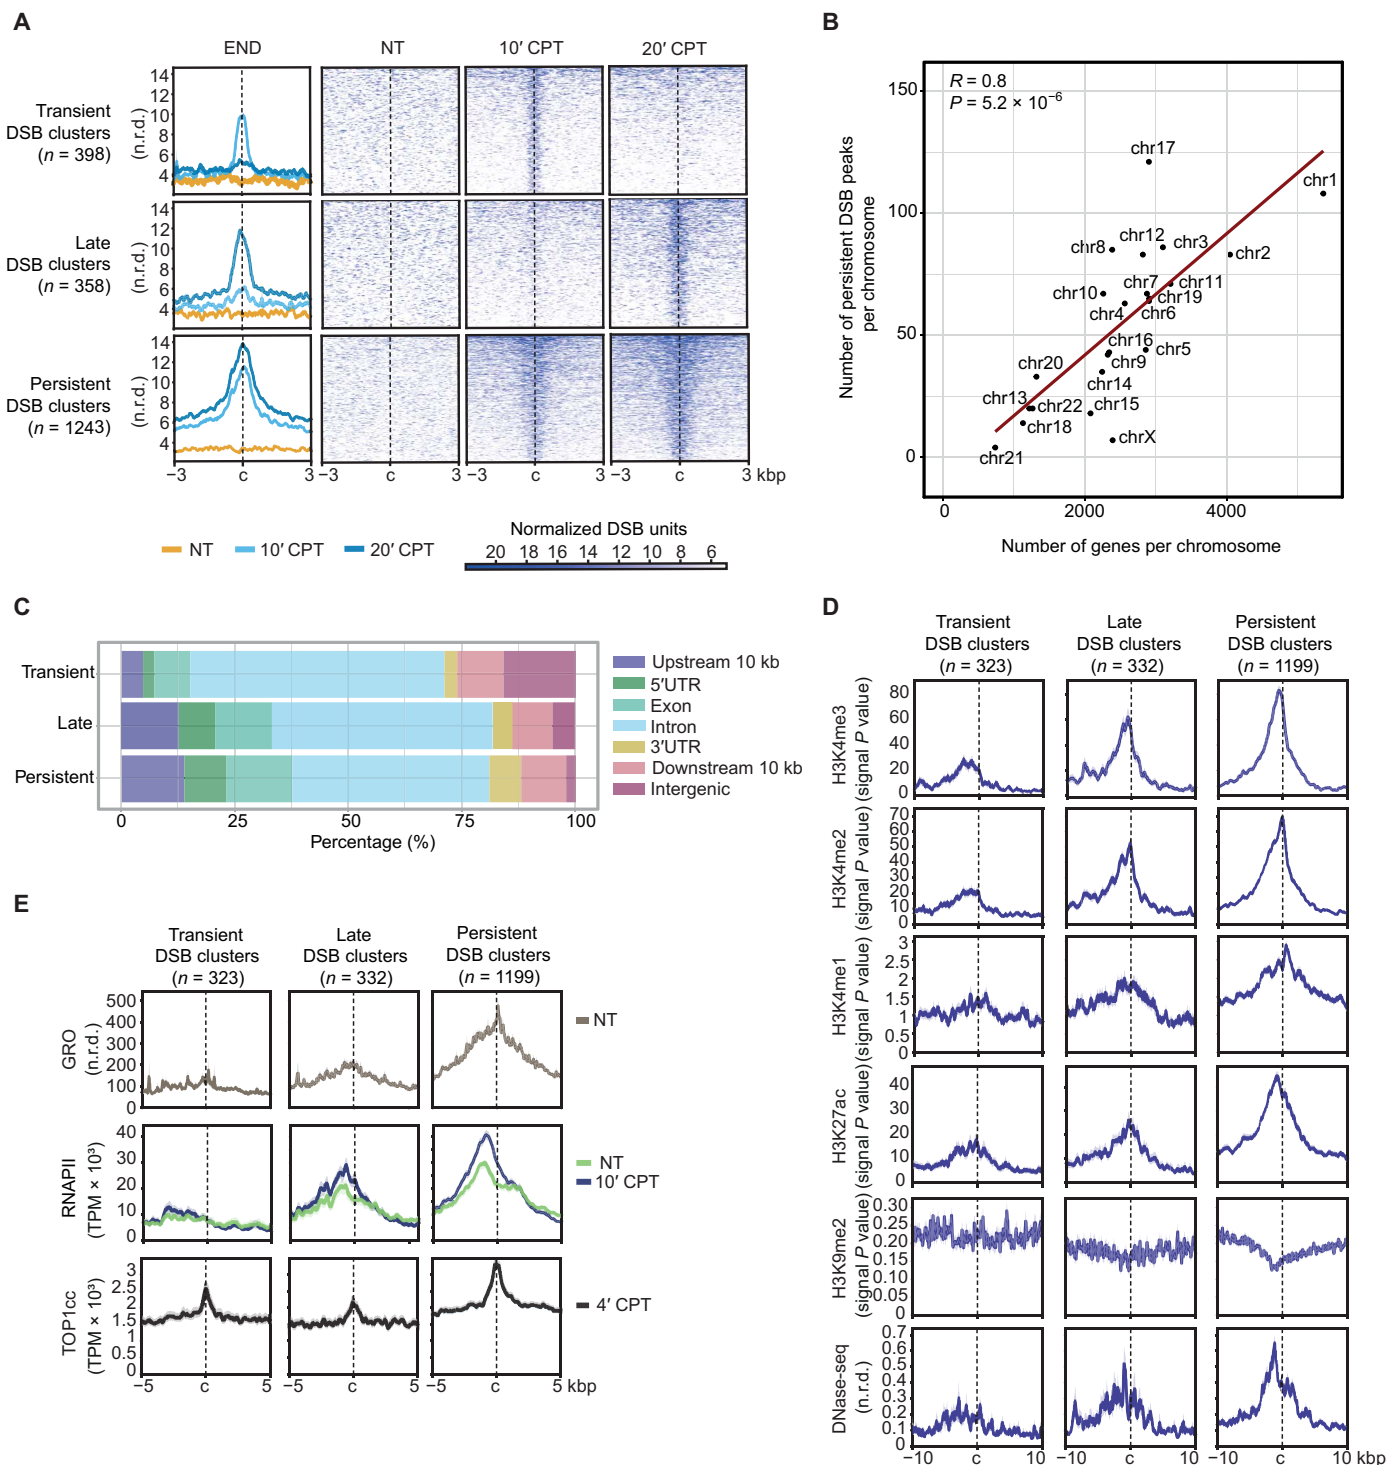 A
END
NT
10′ CPT
20′ CPT
Transient
DSB clusters
(n = 398)
(n.r.d.)
14
12
10
8
6
4
Late
DSB clusters
(n = 358)
(n.r.d.)
14
12
10
8
6
4
Persistent
DSB clusters
(n = 1243)
(n.r.d.)
14
12
10
8
6
4
−3 c 3 −3 c 3 −3 c 3 −3 c 3 kbp
NT 10′ CPT 20′ CPT
Normalized DSB units
20 18 16 14 12 10 8 6
B
Number of persistent DSB peaks
per chromosome
R = 0.8
P = 5.2 × 10⁻⁶
150
100
50
0
chr17
chr1
chr12
chr3
chr8
chr2
chr7
chr11
chr10
chr19
chr4
chr6
chr16
chr5
chr9
chr20
chr14
chr13
chr15
chr22
chr18
chrX
chr21
0 2000 4000
Number of genes per chromosome
C
Transient
Late
Persistent
0 25 50 75 100
Percentage (%)
Upstream 10 kb
5′UTR
Exon
Intron
3′UTR
Downstream 10 kb
Intergenic
D
Transient
DSB clusters
(n = 323)
Late
DSB clusters
(n = 332)
Persistent
DSB clusters
(n = 1199)
H3K4me3
(signal P value)
80
60
40
20
0
H3K4me2
(signal P value)
70
60
50
40
30
20
10
0
H3K4me1
(signal P value)
3
2.5
2
1.5
1
0.5
0
H3K27ac
(signal P value)
40
30
20
10
0
H3K9me2
(signal P value)
0.30
0.25
0.20
0.15
0.10
0.05
0
DNase-seq
(n.r.d.)
0.7
0.6
0.5
0.4
0.3
0.2
0.1
0
−10 c 10 −10 c 10 −10 c 10 kbp
E
Transient
DSB clusters
(n = 323)
Late
DSB clusters
(n = 332)
Persistent
DSB clusters
(n = 1199)
GRO
(n.r.d.)
500
400
300
200
100
0
NT
RNAPII
(TPM × 10³)
40
30
20
10
0
NT
10′ CPT
TOP1cc
(TPM × 10³)
3
2.5
2
1.5
1
0.5
0
4′ CPT
−5 c 5 −5 c 5 −5 c 5 kbp